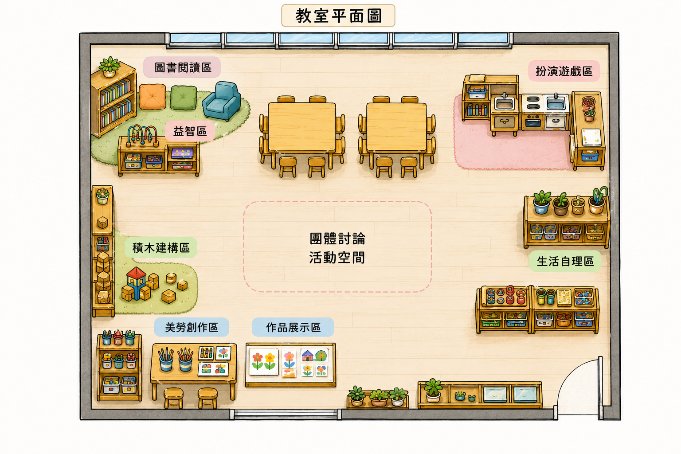 教室平面圖
圖書閱讀區
扮演遊戲區
益智區
團體討論
活動空間
積木建構區
生活自理區
美勞創作區
作品展示區